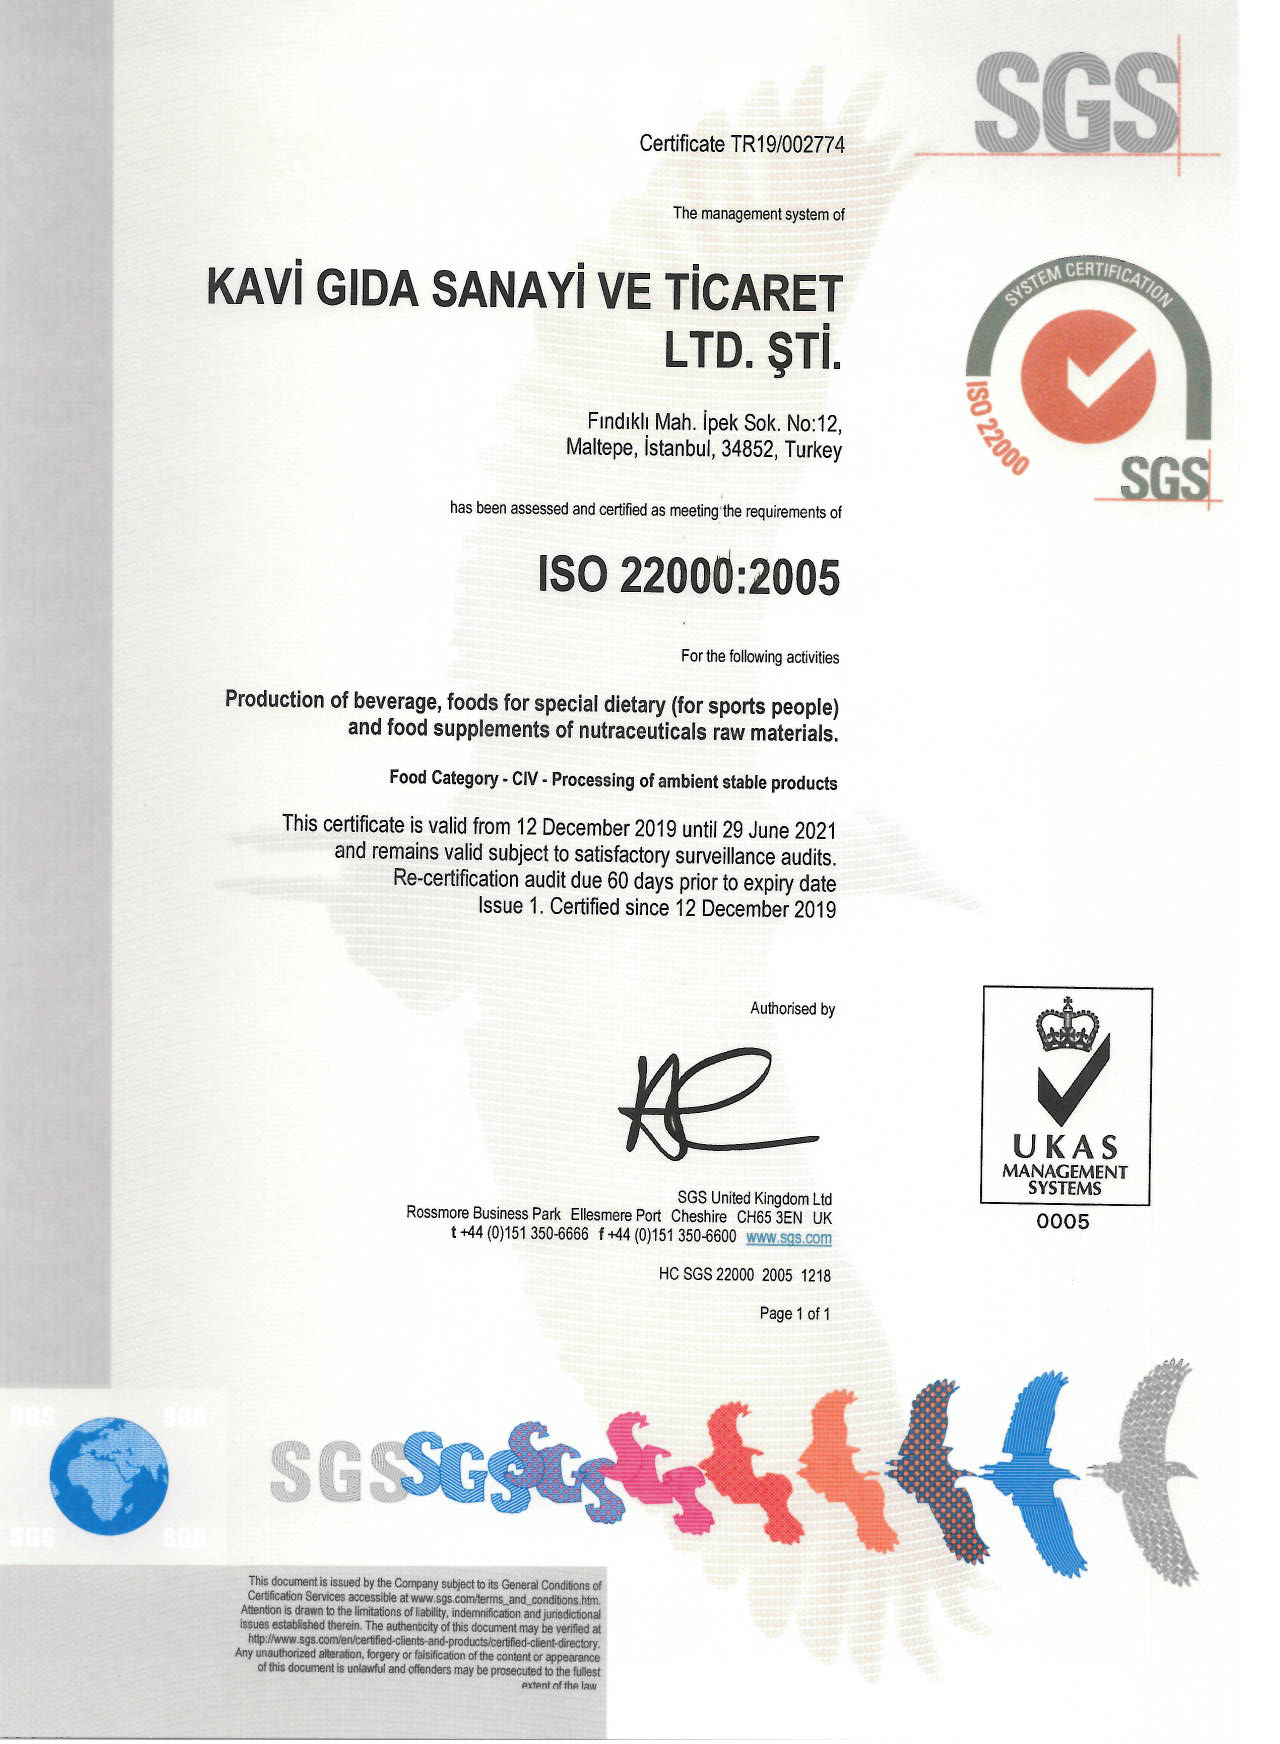 SGS
Certificate TR19/002774
The management system of
KAVİ GIDA SANAYİ VE TİCARET
LTD. ŞTİ.
SYSTEM CERTIFICATION
ISO 22000
SGS
Fındıklı Mah. İpek Sok. No:12,
Maltepe, İstanbul, 34852, Turkey
has been assessed and certified as meeting the requirements of
ISO 22000:2005
For the following activities
Production of beverage, foods for special dietary (for sports people)
and food supplements of nutraceuticals raw materials.
Food Category - CIV - Processing of ambient stable products
This certificate is valid from 12 December 2019 until 29 June 2021
and remains valid subject to satisfactory surveillance audits.
Re-certification audit due 60 days prior to expiry date
Issue 1. Certified since 12 December 2019
Authorised by
UKAS
MANAGEMENT
SYSTEMS
0005
SGS United Kingdom Ltd
Rossmore Business Park Ellesmere Port Cheshire CH65 3EN UK
t +44 (0)151 350-6666 f +44 (0)151 350-6600 www.sgs.com
HC SGS 22000 2005 1218
Page 1 of 1
SGS SGS
SGS SGS
SGS SGS SGS
This document is issued by the Company subject to its General Conditions of
Certification Services accessible at www.sgs.com/terms_and_conditions.htm.
Attention is drawn to the limitations of liability, indemnification and jurisdictional
issues established therein. The authenticity of this document may be verified at
http://www.sgs.com/en/certified-clients-and-products/certified-client-directory.
Any unauthorized alteration, forgery or falsification of the content or appearance
of this document is unlawful and offenders may be prosecuted to the fullest
extent of the law